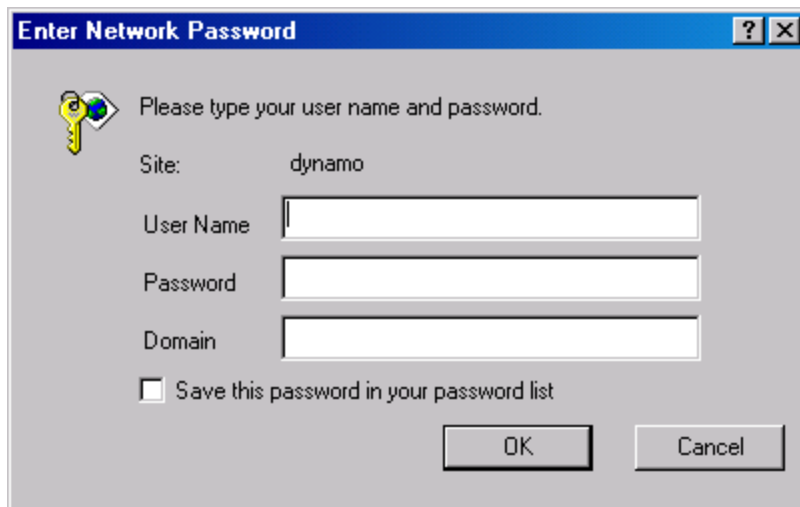 Enter Network Password
Please type your user name and password.
Site: dynamo
User Name
Password
Domain
Save this password in your password list
OK Cancel